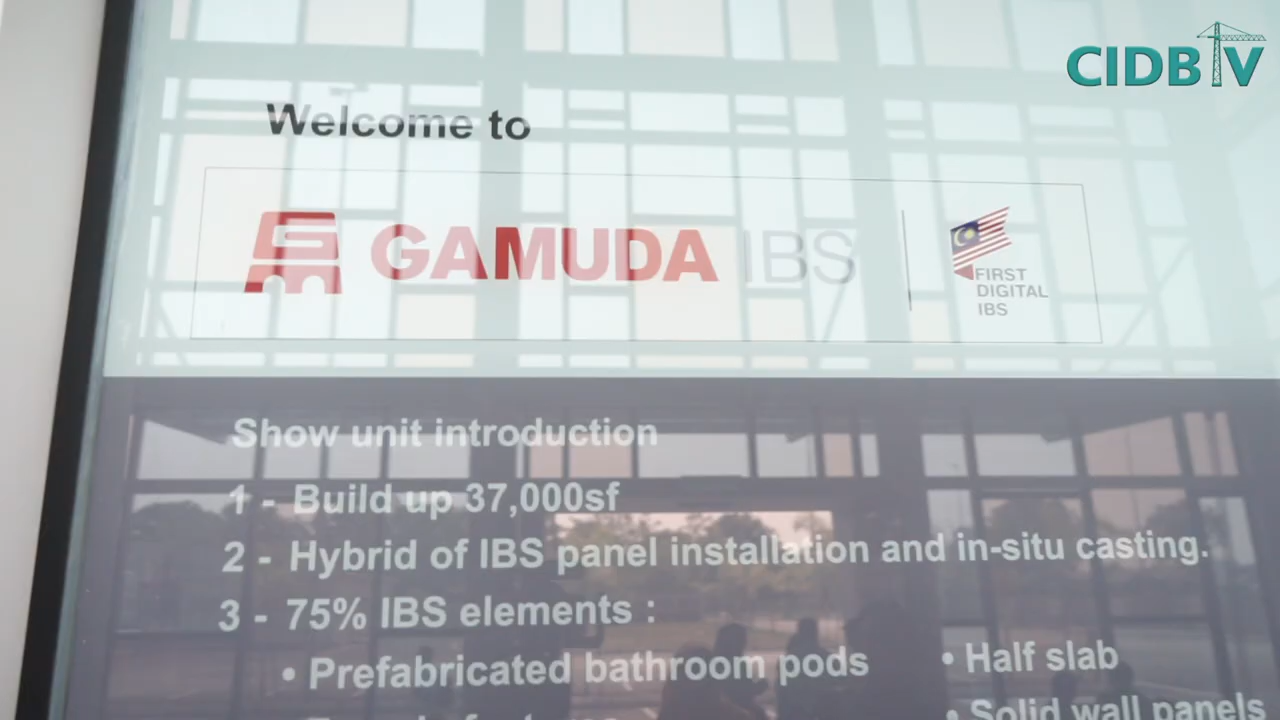 CIDB TV
Welcome to
GAMUDA IBS
FIRST
DIGITAL
IBS
Show unit introduction
1 - Build up 37,000sf
2 - Hybrid of IBS panel installation and in-situ casting.
3 - 75% IBS elements :
• Prefabricated bathroom pods • Half slab
• Solid wall panels